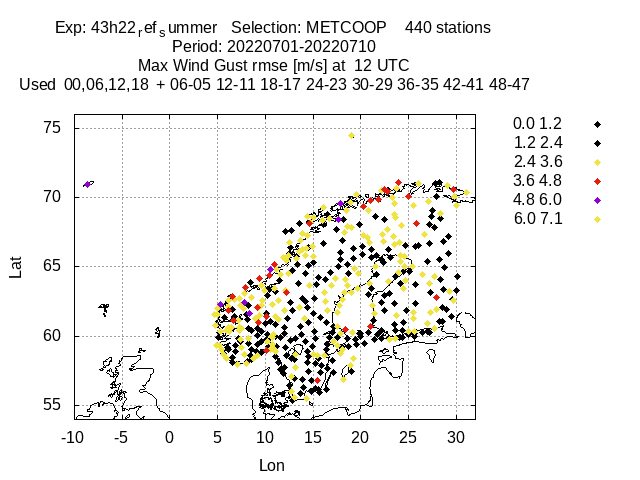 Exp: 43h22refsummer Selection: METCOOP 440 stations
Period: 20220701-20220710
Max Wind Gust rmse [m/s] at 12 UTC
Used 00,06,12,18 + 06-05 12-11 18-17 24-23 30-29 36-35 42-41 48-47
0.0 1.2
1.2 2.4
2.4 3.6
3.6 4.8
4.8 6.0
6.0 7.1
75
70
65
60
55
Lat
-10 -5 0 5 10 15 20 25 30
Lon